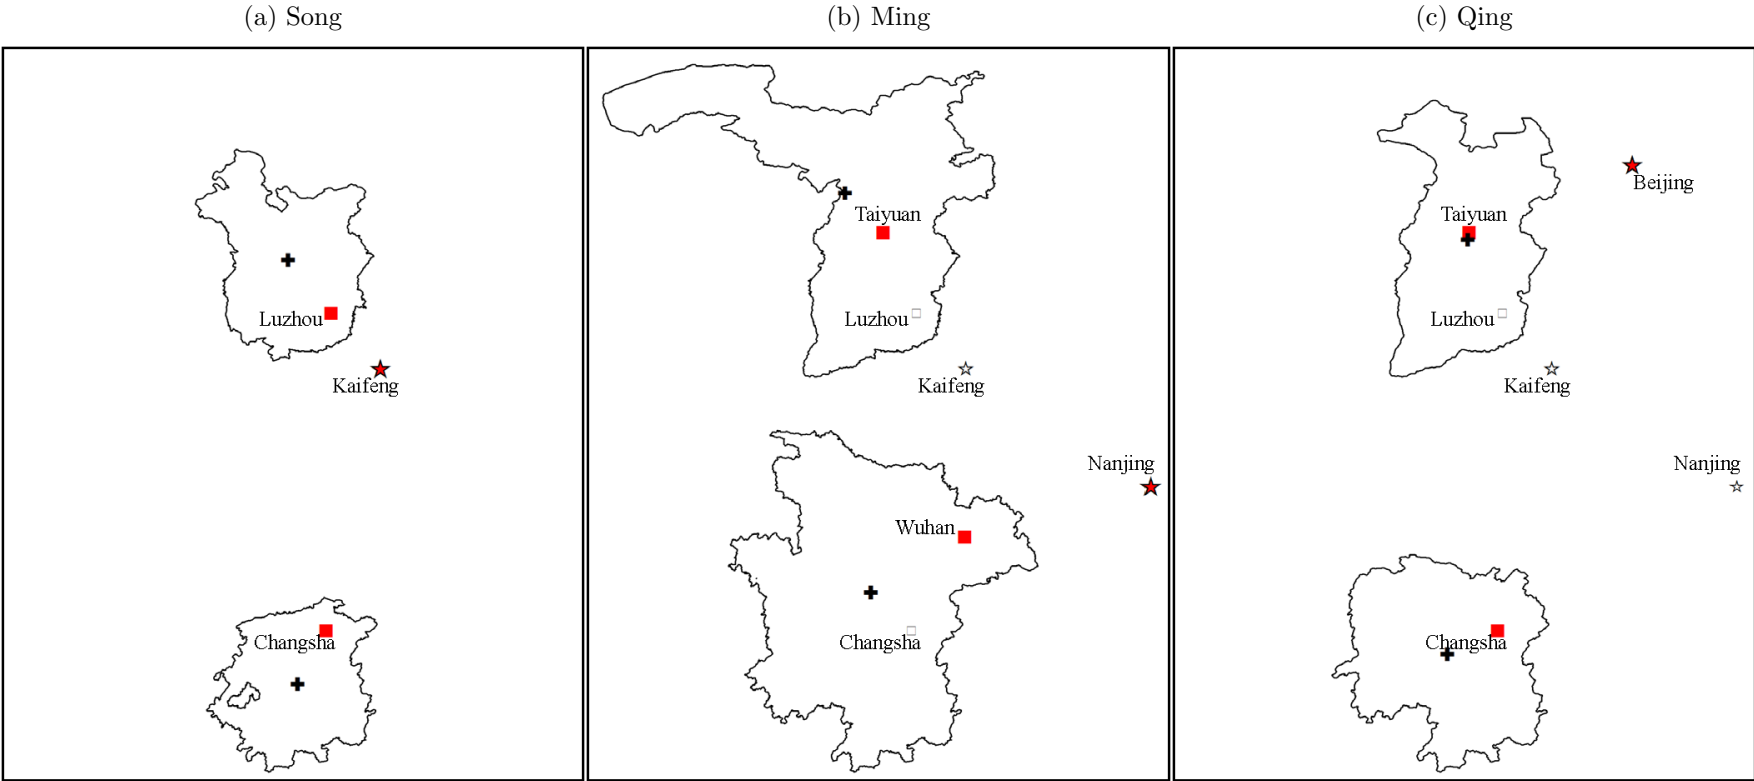 (a) Song
Luzhou
Kaifeng
Changsha
(b) Ming
Taiyuan
Luzhou
Kaifeng
Nanjing
Wuhan
Changsha
(c) Qing
Beijing
Taiyuan
Luzhou
Kaifeng
Nanjing
Changsha